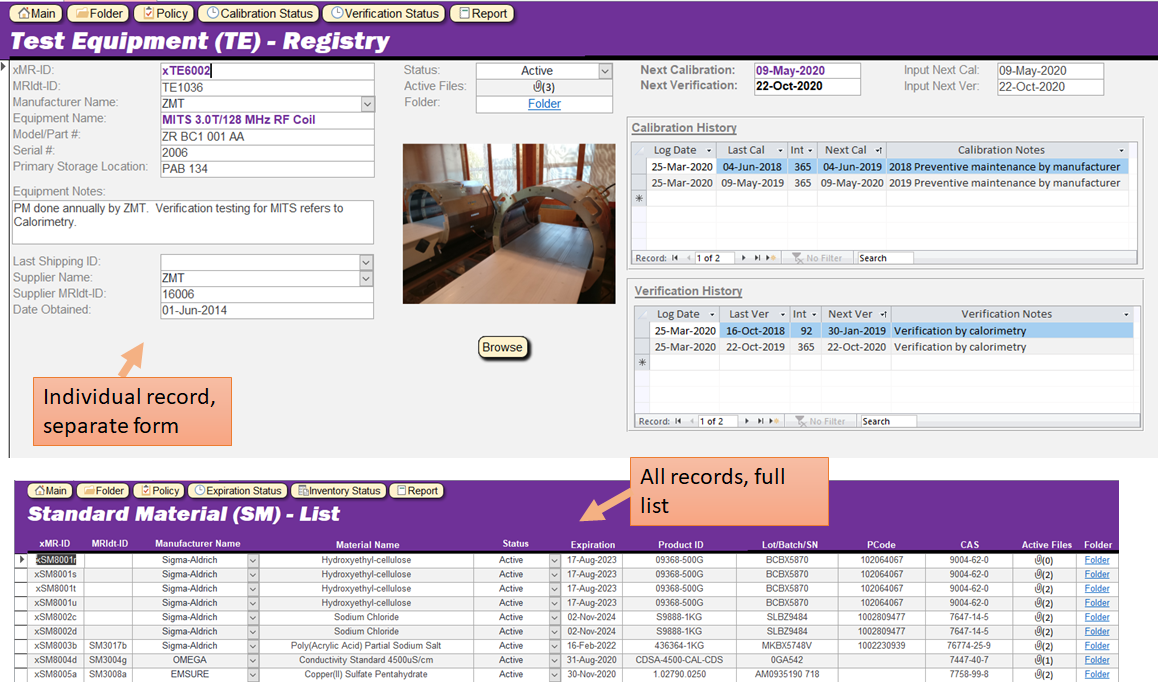 Main Folder Policy Calibration Status Verification Status Report
Test Equipment (TE) - Registry
xMR-ID: xTE6002
MRIdt-ID: TE1036
Manufacturer Name: ZMT
Equipment Name: MITS 3.0T/128 MHz RF Coil
Model/Part #: ZR BC1 001 AA
Serial #: 2006
Primary Storage Location: PAB 134
Equipment Notes:
PM done annually by ZMT. Verification testing for MITS refers to
Calorimetry.
Last Shipping ID:
Supplier Name: ZMT
Supplier MRIdt-ID: 16006
Date Obtained: 01-Jun-2014
Individual record,
separate form
Status: Active
Active Files: (3)
Folder: Folder
Browse
Next Calibration: 09-May-2020
Next Verification: 22-Oct-2020
Input Next Cal: 09-May-2020
Input Next Ver: 22-Oct-2020
Calibration History
Log Date Last Cal Int Next Cal Calibration Notes
25-Mar-2020 04-Jun-2018 365 04-Jun-2019 2018 Preventive maintenance by manufacturer
25-Mar-2020 09-May-2019 365 09-May-2020 2019 Preventive maintenance by manufacturer
Record: 1 of 2 No Filter Search
Verification History
Log Date Last Ver Int Next Ver Verification Notes
25-Mar-2020 16-Oct-2018 92 30-Jan-2019 Verification by calorimetry
25-Mar-2020 22-Oct-2019 365 22-Oct-2020 Verification by calorimetry
Record: 1 of 2 No Filter Search
All records, full
list
Main Folder Policy Expiration Status Inventory Status Report
Standard Material (SM) - List
xMR-ID MRIdt-ID Manufacturer Name Material Name Status Expiration Product ID Lot/Batch/SN PCode CAS Active Files Folder
xSM8001r Sigma-Aldrich Hydroxyethyl-cellulose Active 17-Aug-2023 09368-500G BCBX5870 102064067 9004-62-0 (0) Folder
xSM8001s Sigma-Aldrich Hydroxyethyl-cellulose Active 17-Aug-2023 09368-500G BCBX5870 102064067 9004-62-0 (2) Folder
xSM8001t Sigma-Aldrich Hydroxyethyl-cellulose Active 17-Aug-2023 09368-500G BCBX5870 102064067 9004-62-0 (2) Folder
xSM8001u Sigma-Aldrich Hydroxyethyl-cellulose Active 17-Aug-2023 09368-500G BCBX5870 102064067 9004-62-0 (2) Folder
xSM8002c Sigma-Aldrich Sodium Chloride Active 02-Nov-2024 S9888-1KG SLBZ9484 1002809477 7647-14-5 (2) Folder
xSM8002d Sigma-Aldrich Sodium Chloride Active 02-Nov-2024 S9888-1KG SLBZ9484 1002809477 7647-14-5 (2) Folder
xSM8003b SM3017b Sigma-Aldrich Poly(Acrylic Acid) Partial Sodium Salt Active 16-Feb-2022 436364-1KG MKBX5748V 1002230939 76774-25-9 (2) Folder
xSM8004d SM3004g OMEGA Conductivity Standard 4500uS/cm Active 31-Aug-2020 CDSA-4500-CAL-CDS 0GA542 7447-40-7 (1) Folder
xSM8005a SM3008a EMSURE Copper(II) Sulfate Pentahydrate Active 30-Nov-2020 1.02790.0250 AM0935190 718 7758-99-8 (2) Folder